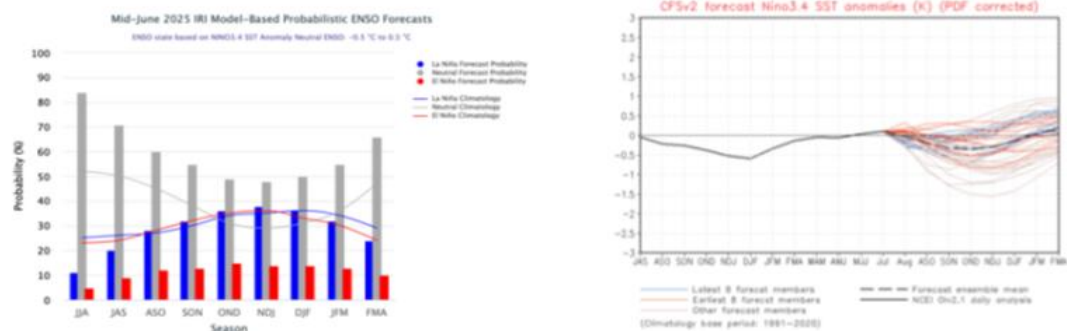 Mid-June 2025 IRI Model-Based Probabilistic ENSO Forecasts
ENSO state based on NINO3.4 SST Anomaly Neutral ENSO: -0.5 °C to 0.5 °C
100
90
80
70
60
50
40
30
20
10
0
Probability (%)
JJA JAS ASO SON OND NDJ DJF JFM FMA
Season
La Niña Forecast Probability
Neutral Forecast Probability
El Niño Forecast Probability
La Niña Climatology
Neutral Climatology
El Niño Climatology
CFSv2 forecast Nino3.4 SST anomalies (K) (PDF corrected)
3
2.5
2
1.5
1
0.5
0
-0.5
-1
-1.5
-2
-2.5
-3
JAS ASO SON OND NDJ DJF JFM FMA MAM AMJ MJJ Jul Aug ASO SON OND NDJ DJF JFM FMA
Latest 8 forecast members
Earliest 8 forecast members
Other forecast members
Forecast ensemble mean
NCEI OIv2.1 daily analysis
(Climatology base period: 1991-2020)